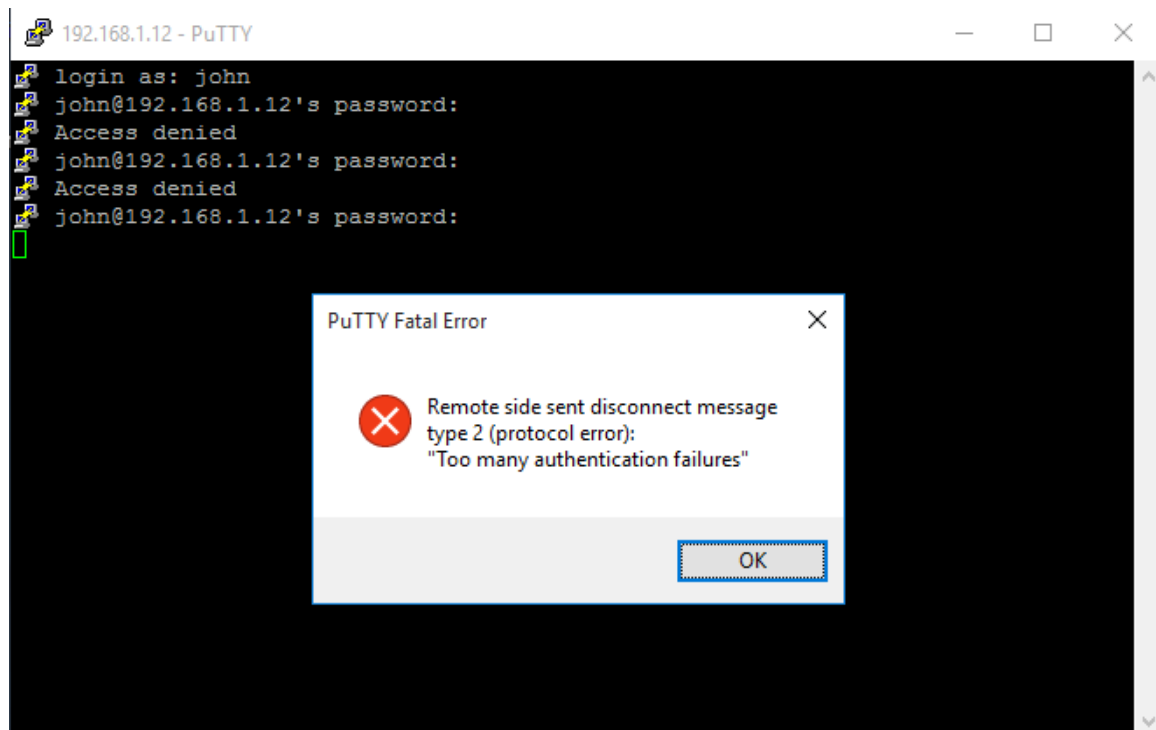 192.168.1.12 - PuTTY
login as: john
john@192.168.1.12's password:
Access denied
john@192.168.1.12's password:
Access denied
john@192.168.1.12's password:
PuTTY Fatal Error
Remote side sent disconnect message
type 2 (protocol error):
"Too many authentication failures"
OK